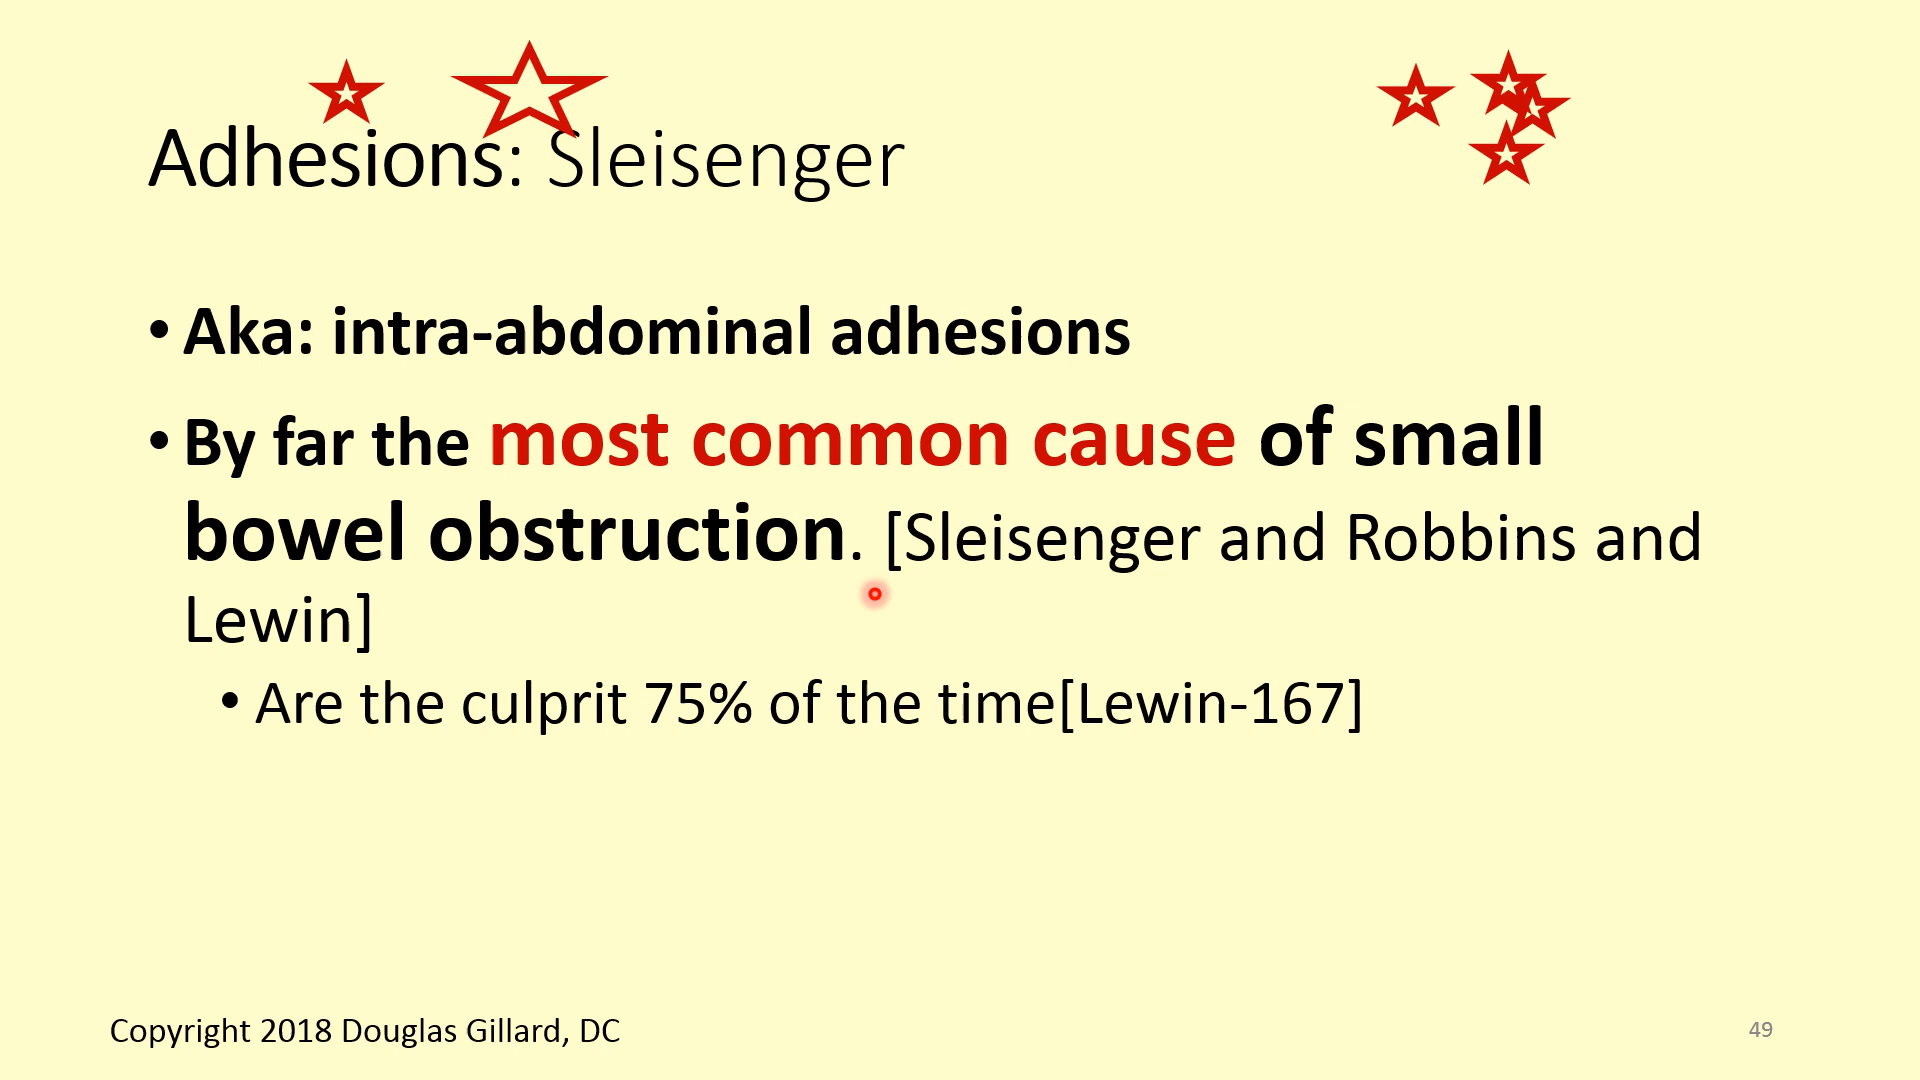 Adhesions: Sleisenger
• Aka: intra-abdominal adhesions
• By far the most common cause of small
bowel obstruction. [Sleisenger and Robbins and
Lewin]
• Are the culprit 75% of the time[Lewin-167]
Copyright 2018 Douglas Gillard, DC
49